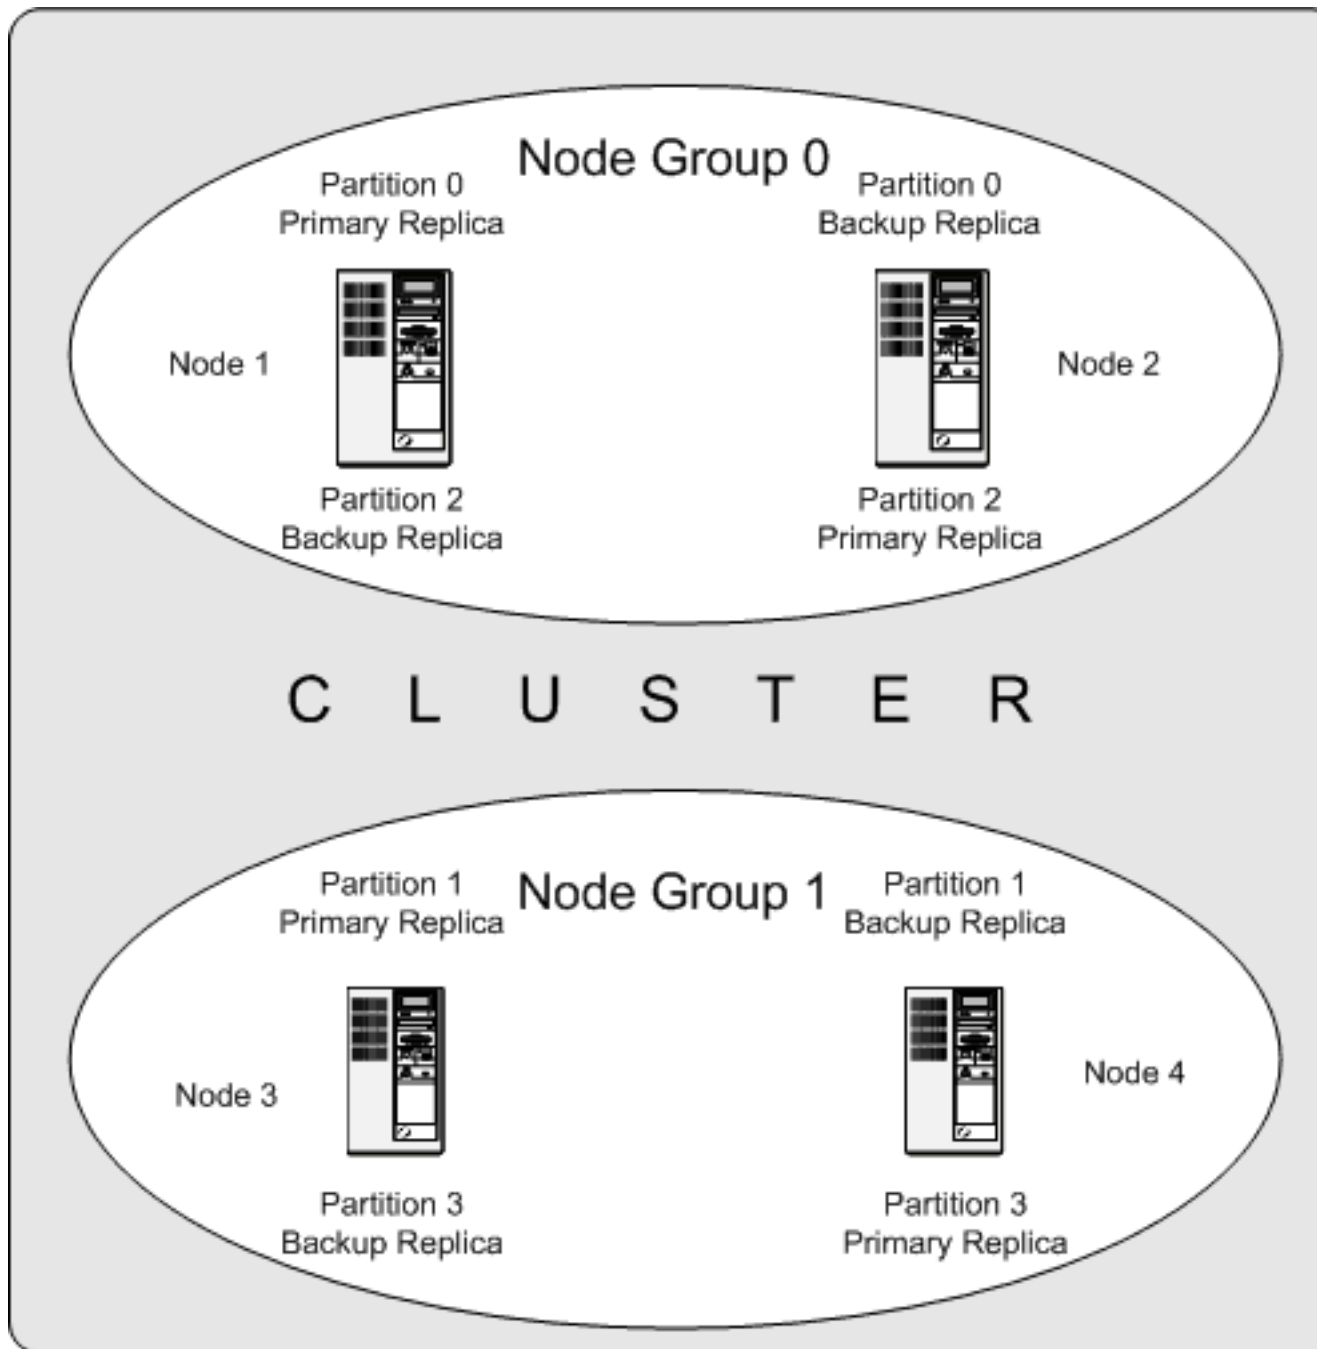 Node Group 0
Partition 0
Primary Replica
Partition 0
Backup Replica
Node 1
Node 2
Partition 2
Backup Replica
Partition 2
Primary Replica
C L U S T E R
Node Group 1
Partition 1
Primary Replica
Partition 1
Backup Replica
Node 3
Node 4
Partition 3
Backup Replica
Partition 3
Primary Replica